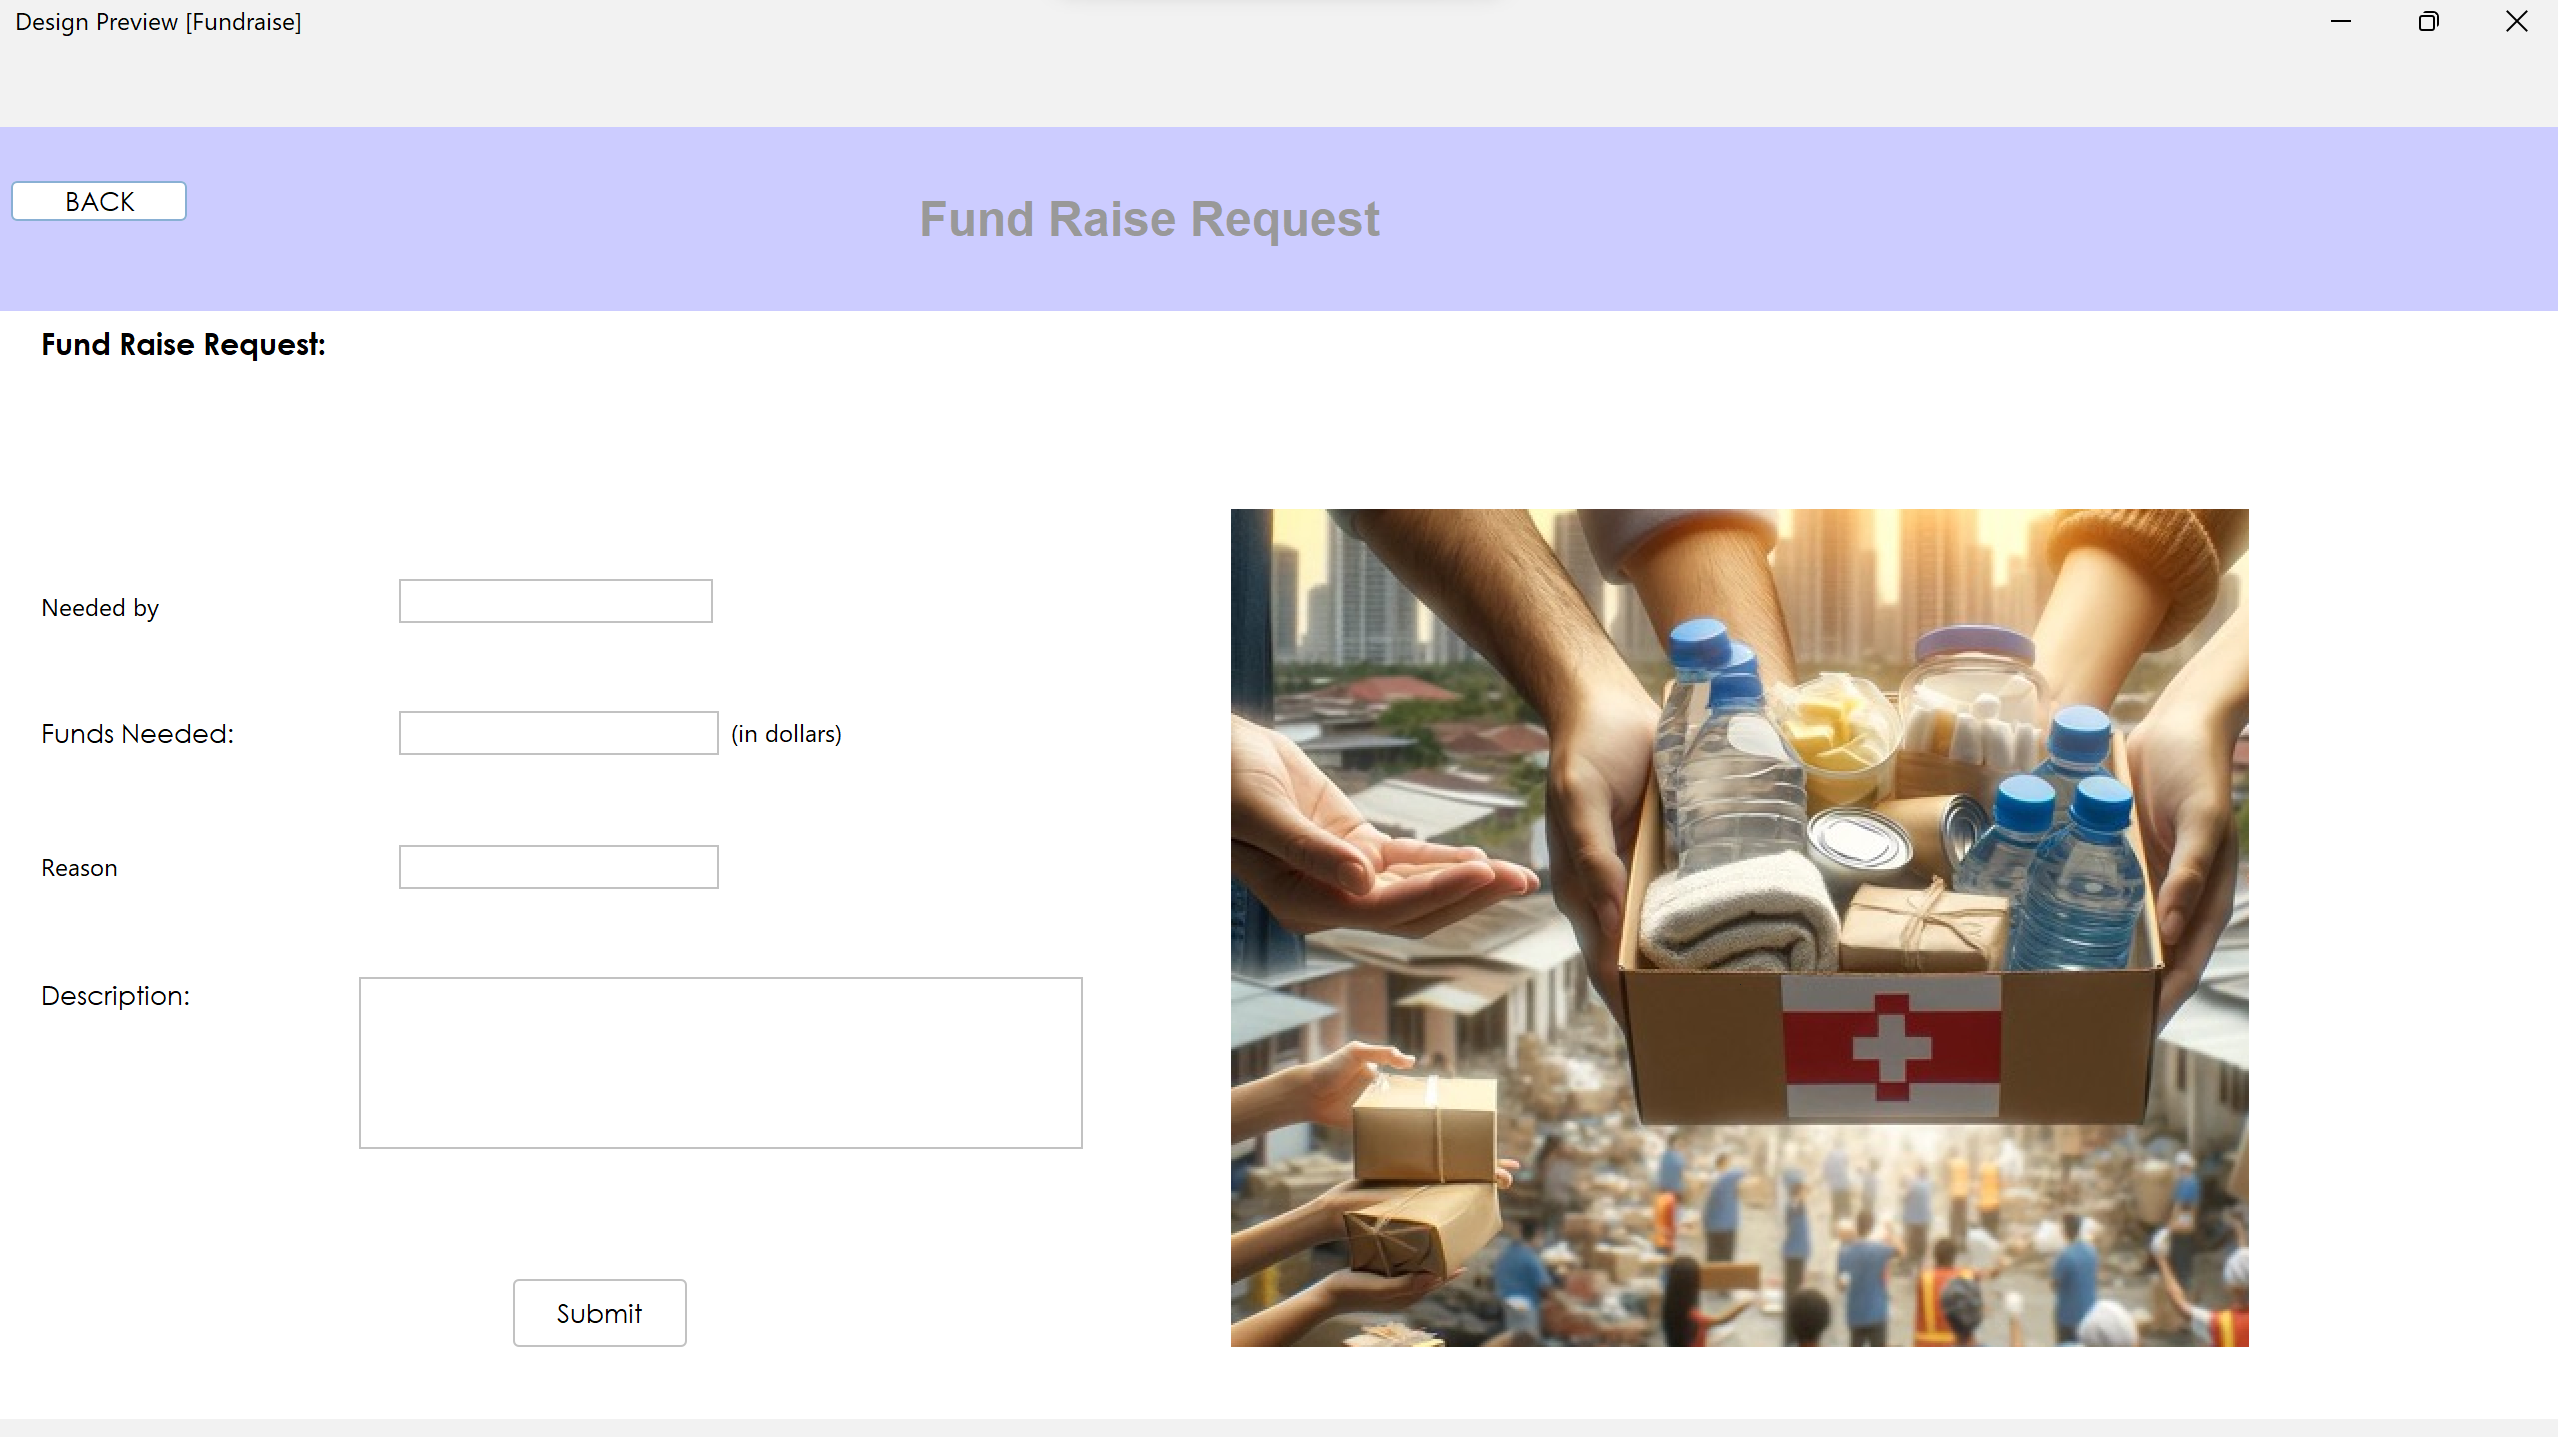 Design Preview [Fundraise]
BACK
Fund Raise Request
Fund Raise Request:
Needed by
Funds Needed:
(in dollars)
Reason
Description:
Submit